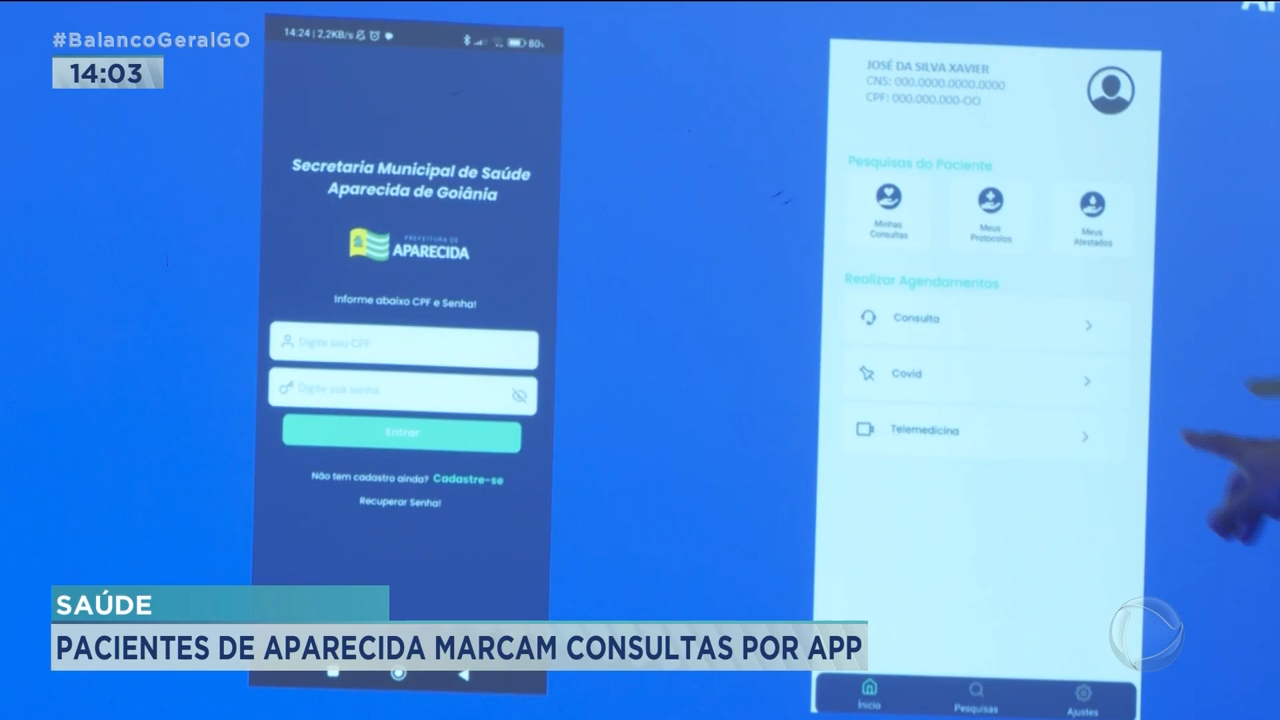 #BalancoGeralGO
14:03
14:24 | 2,2KB/s
80%
Secretaria Municipal de Saúde
Aparecida de Goiânia
PREFEITURA DE
APARECIDA
Informe abaixo CPF e Senha!
Digite seu CPF
Digite sua senha
Entrar
Não tem cadastro ainda? Cadastre-se
Recuperar Senha!
JOSÉ DA SILVA XAVIER
CNS: 000.0000.0000.0000
CPF: 000.000.000-OO
Pesquisas do Paciente
Minhas
Consultas
Meus
Protocolos
Meus
Atestados
Realizar Agendamentos
Consulta
Covid
Telemedicina
Início
Pesquisas
Ajustes
SAÚDE
PACIENTES DE APARECIDA MARCAM CONSULTAS POR APP